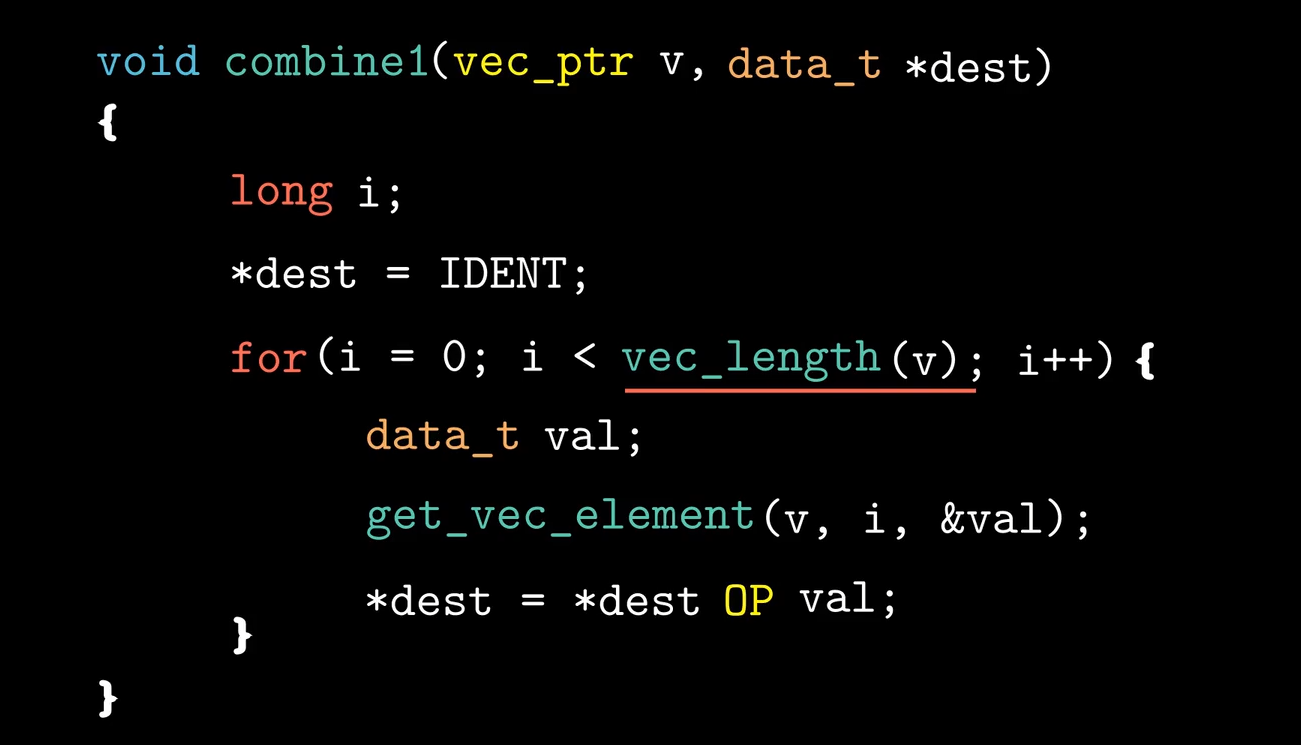 void combine1(vec_ptr v, data_t *dest)
{
long i;
*dest = IDENT;
for(i = 0; i < vec_length(v); i++) {
data_t val;
get_vec_element(v, i, &val);
*dest = *dest OP val;
}
}